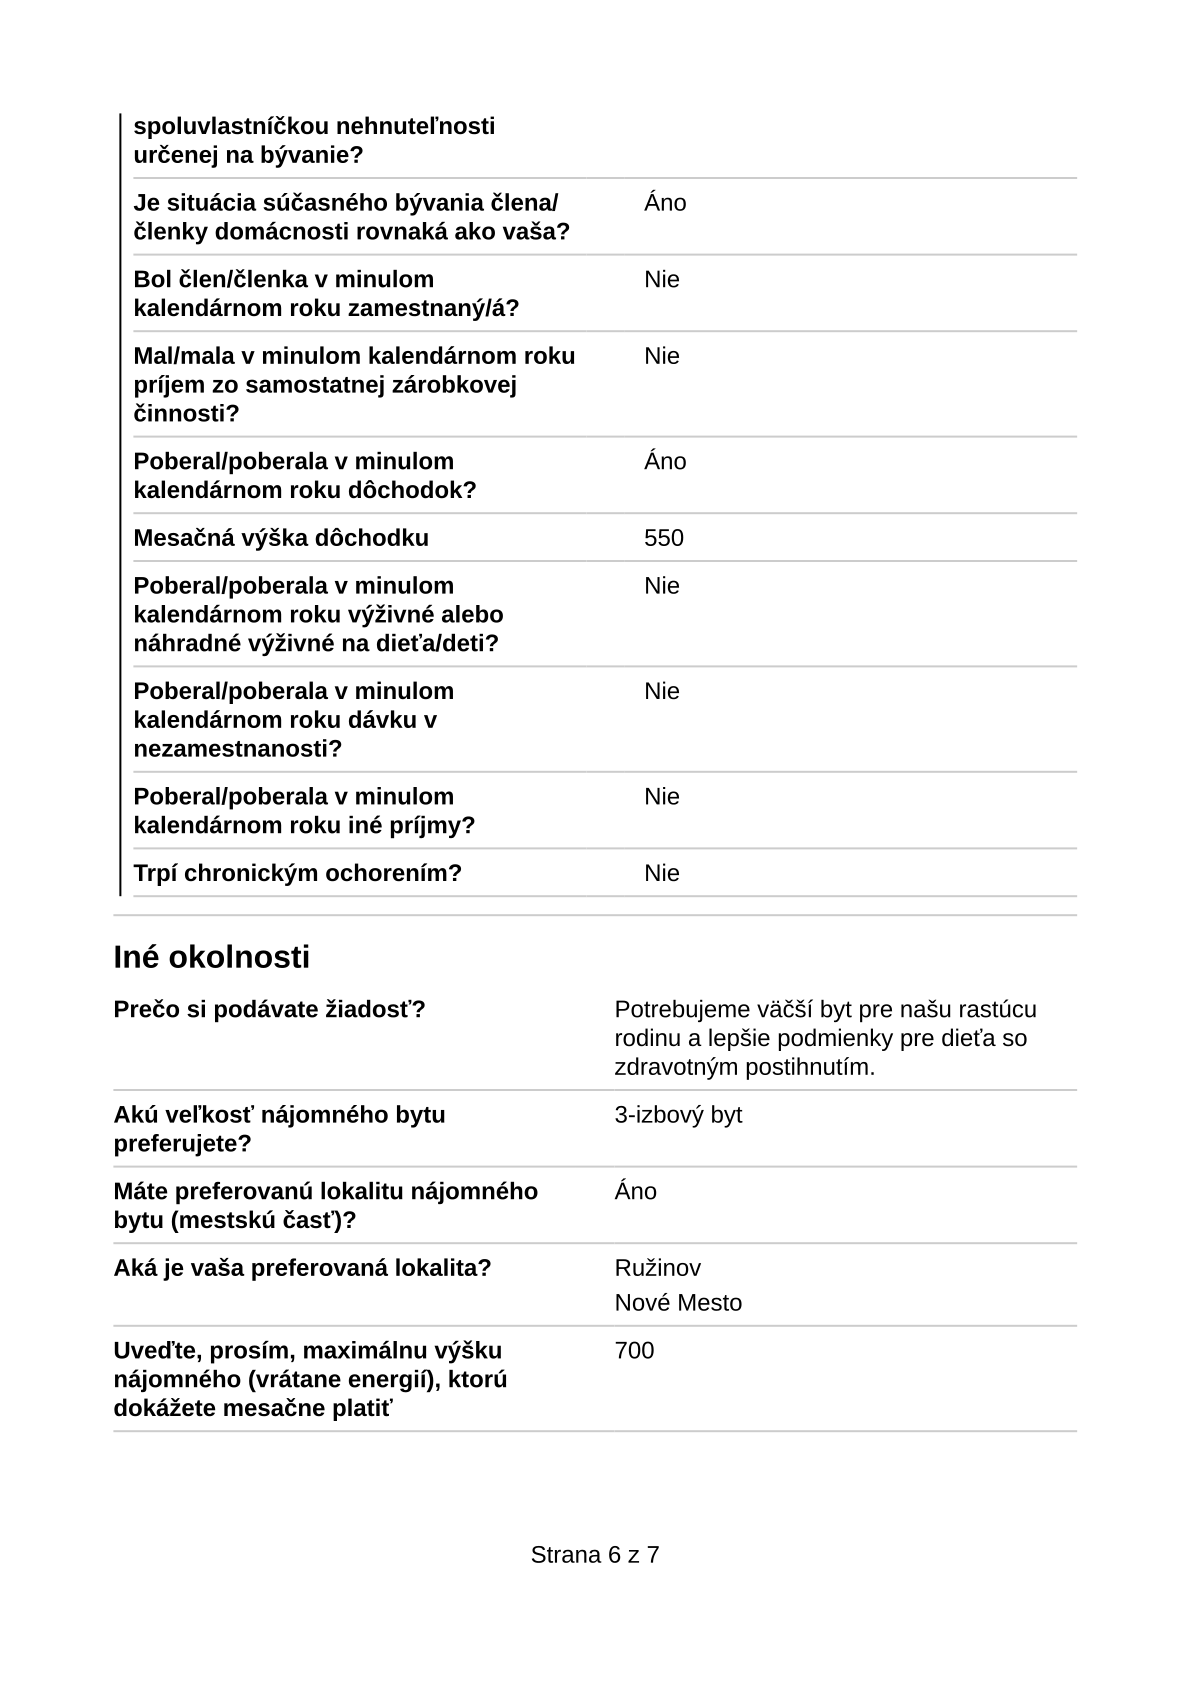 spoluvlastníčkou nehnuteľnosti
určenej na bývanie?
Je situácia súčasného bývania člena/
členky domácnosti rovnaká ako vaša?
Áno
Bol člen/členka v minulom
kalendárnom roku zamestnaný/á?
Nie
Mal/mala v minulom kalendárnom roku
príjem zo samostatnej zárobkovej
činnosti?
Nie
Poberal/poberala v minulom
kalendárnom roku dôchodok?
Áno
Mesačná výška dôchodku
550
Poberal/poberala v minulom
kalendárnom roku výživné alebo
náhradné výživné na dieťa/deti?
Nie
Poberal/poberala v minulom
kalendárnom roku dávku v
nezamestnanosti?
Nie
Poberal/poberala v minulom
kalendárnom roku iné príjmy?
Nie
Trpí chronickým ochorením?
Nie
Iné okolnosti
Prečo si podávate žiadosť?
Potrebujeme väčší byt pre našu rastúcu
rodinu a lepšie podmienky pre dieťa so
zdravotným postihnutím.
Akú veľkosť nájomného bytu
preferujete?
3-izbový byt
Máte preferovanú lokalitu nájomného
bytu (mestskú časť)?
Áno
Aká je vaša preferovaná lokalita?
Ružinov
Nové Mesto
Uveďte, prosím, maximálnu výšku
nájomného (vrátane energií), ktorú
dokážete mesačne platiť
700
Strana 6 z 7